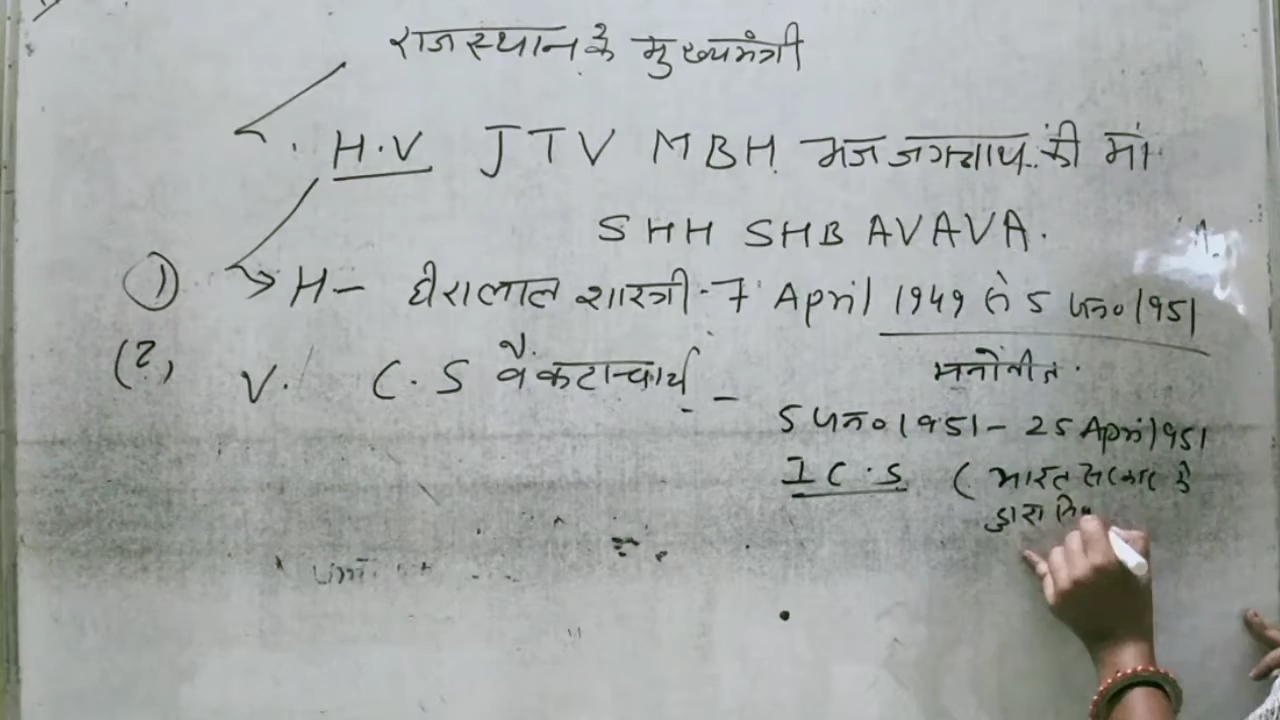 राजस्थान के मुख्यमंत्री
H.V JTV MBH भज जगन्नाथ की मां
SHH SHB AVAVA.
① H- हीरालाल शास्त्री - 7 April 1949 से 5 जन० 1951
मनोनीत.
(2) V. C.S वेंकटाचार्य -
5 जन० 1951 - 25 April 1951
I C.S (भारत सरकार के
द्वारा